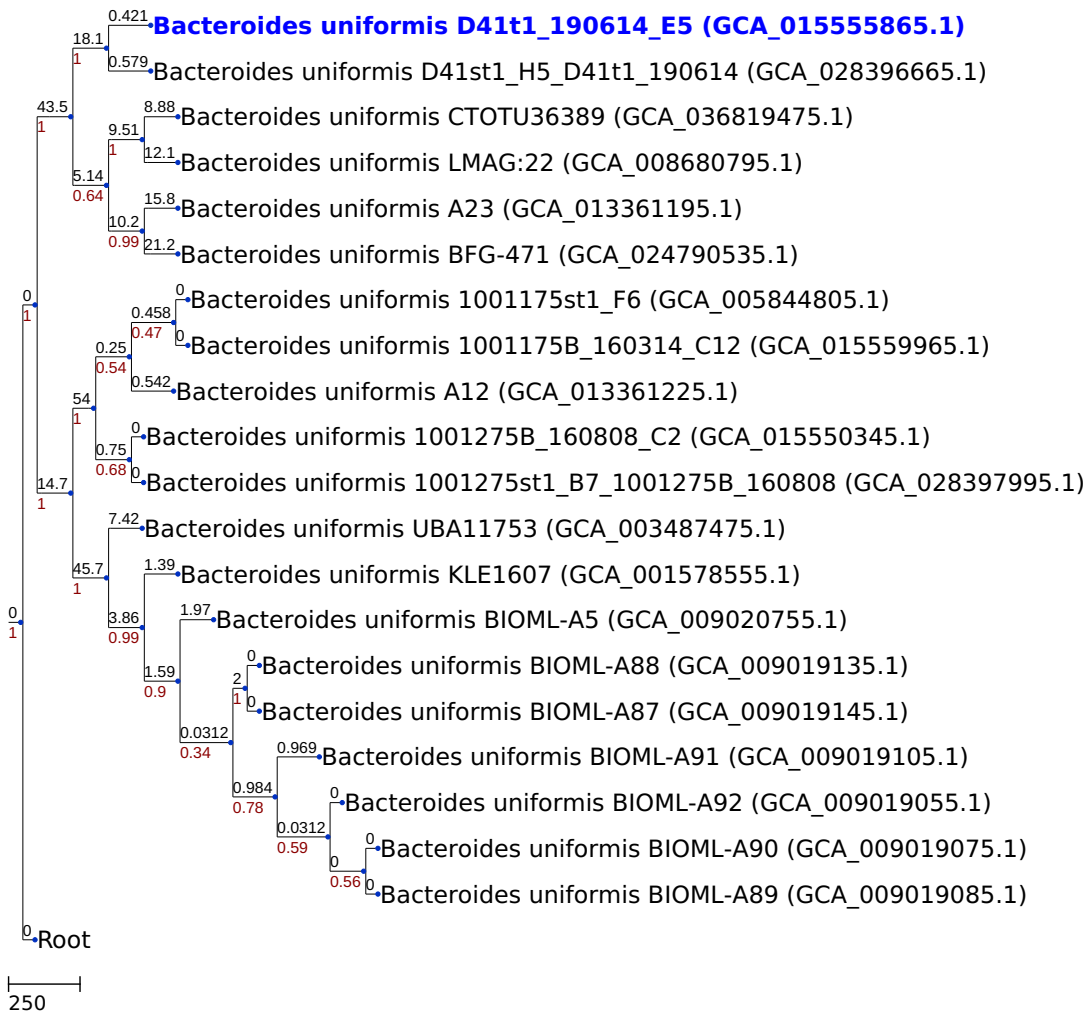 0.421
Bacteroides uniformis D41t1_190614_E5 (GCA_015555865.1)
18.1
1
0.579
Bacteroides uniformis D41st1_H5_D41t1_190614 (GCA_028396665.1)
43.5
1
8.88
Bacteroides uniformis CTOTU36389 (GCA_036819475.1)
9.51
1
12.1
Bacteroides uniformis LMAG:22 (GCA_008680795.1)
5.14
0.64
15.8
Bacteroides uniformis A23 (GCA_013361195.1)
10.2
0.99
21.2
Bacteroides uniformis BFG-471 (GCA_024790535.1)
0
1
0
Bacteroides uniformis 1001175st1_F6 (GCA_005844805.1)
0.458
0.47
0
Bacteroides uniformis 1001175B_160314_C12 (GCA_015559965.1)
0.25
0.54
0.542
Bacteroides uniformis A12 (GCA_013361225.1)
54
1
0
Bacteroides uniformis 1001275B_160808_C2 (GCA_015550345.1)
0.75
0.68
0
Bacteroides uniformis 1001275st1_B7_1001275B_160808 (GCA_028397995.1)
14.7
1
7.42
Bacteroides uniformis UBA11753 (GCA_003487475.1)
45.7
1
1.39
Bacteroides uniformis KLE1607 (GCA_001578555.1)
3.86
0.99
1.97
Bacteroides uniformis BIOML-A5 (GCA_009020755.1)
0
1
1.59
0.9
0
Bacteroides uniformis BIOML-A88 (GCA_009019135.1)
2
1
0
Bacteroides uniformis BIOML-A87 (GCA_009019145.1)
0.0312
0.34
0.969
Bacteroides uniformis BIOML-A91 (GCA_009019105.1)
0.984
0.78
0
Bacteroides uniformis BIOML-A92 (GCA_009019055.1)
0.0312
0.59
0
Bacteroides uniformis BIOML-A90 (GCA_009019075.1)
0
0.56
0
Bacteroides uniformis BIOML-A89 (GCA_009019085.1)
0
Root
250